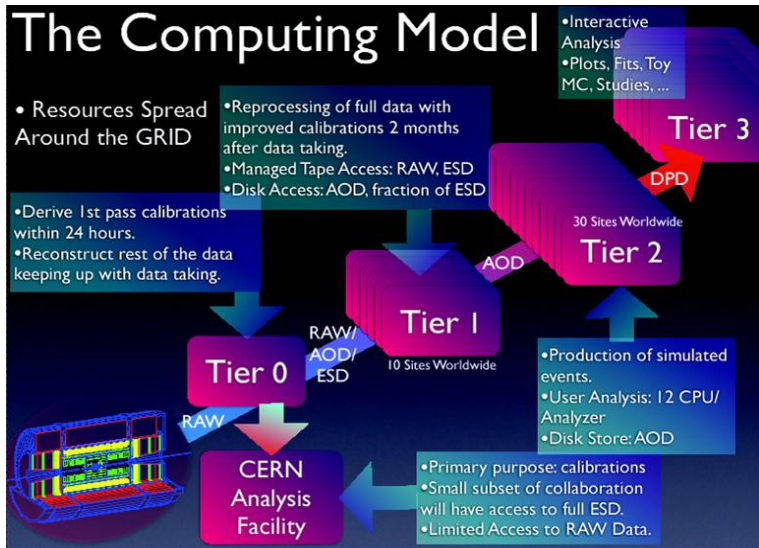 The Computing Model
• Resources Spread
Around the GRID
•Interactive
Analysis
•Plots, Fits, Toy
MC, Studies, ...
Tier 3
•Reprocessing of full data with
improved calibrations 2 months
after data taking.
•Managed Tape Access: RAW, ESD
•Disk Access: AOD, fraction of ESD
DPD
•Derive 1st pass calibrations
within 24 hours.
•Reconstruct rest of the data
keeping up with data taking.
30 Sites Worldwide
Tier 2
AOD
Tier 1
10 Sites Worldwide
RAW/
AOD/
ESD
Tier 0
RAW
•Production of simulated
events.
•User Analysis: 12 CPU/
Analyzer
•Disk Store: AOD
CERN
Analysis
Facility
•Primary purpose: calibrations
•Small subset of collaboration
will have access to full ESD.
•Limited Access to RAW Data.